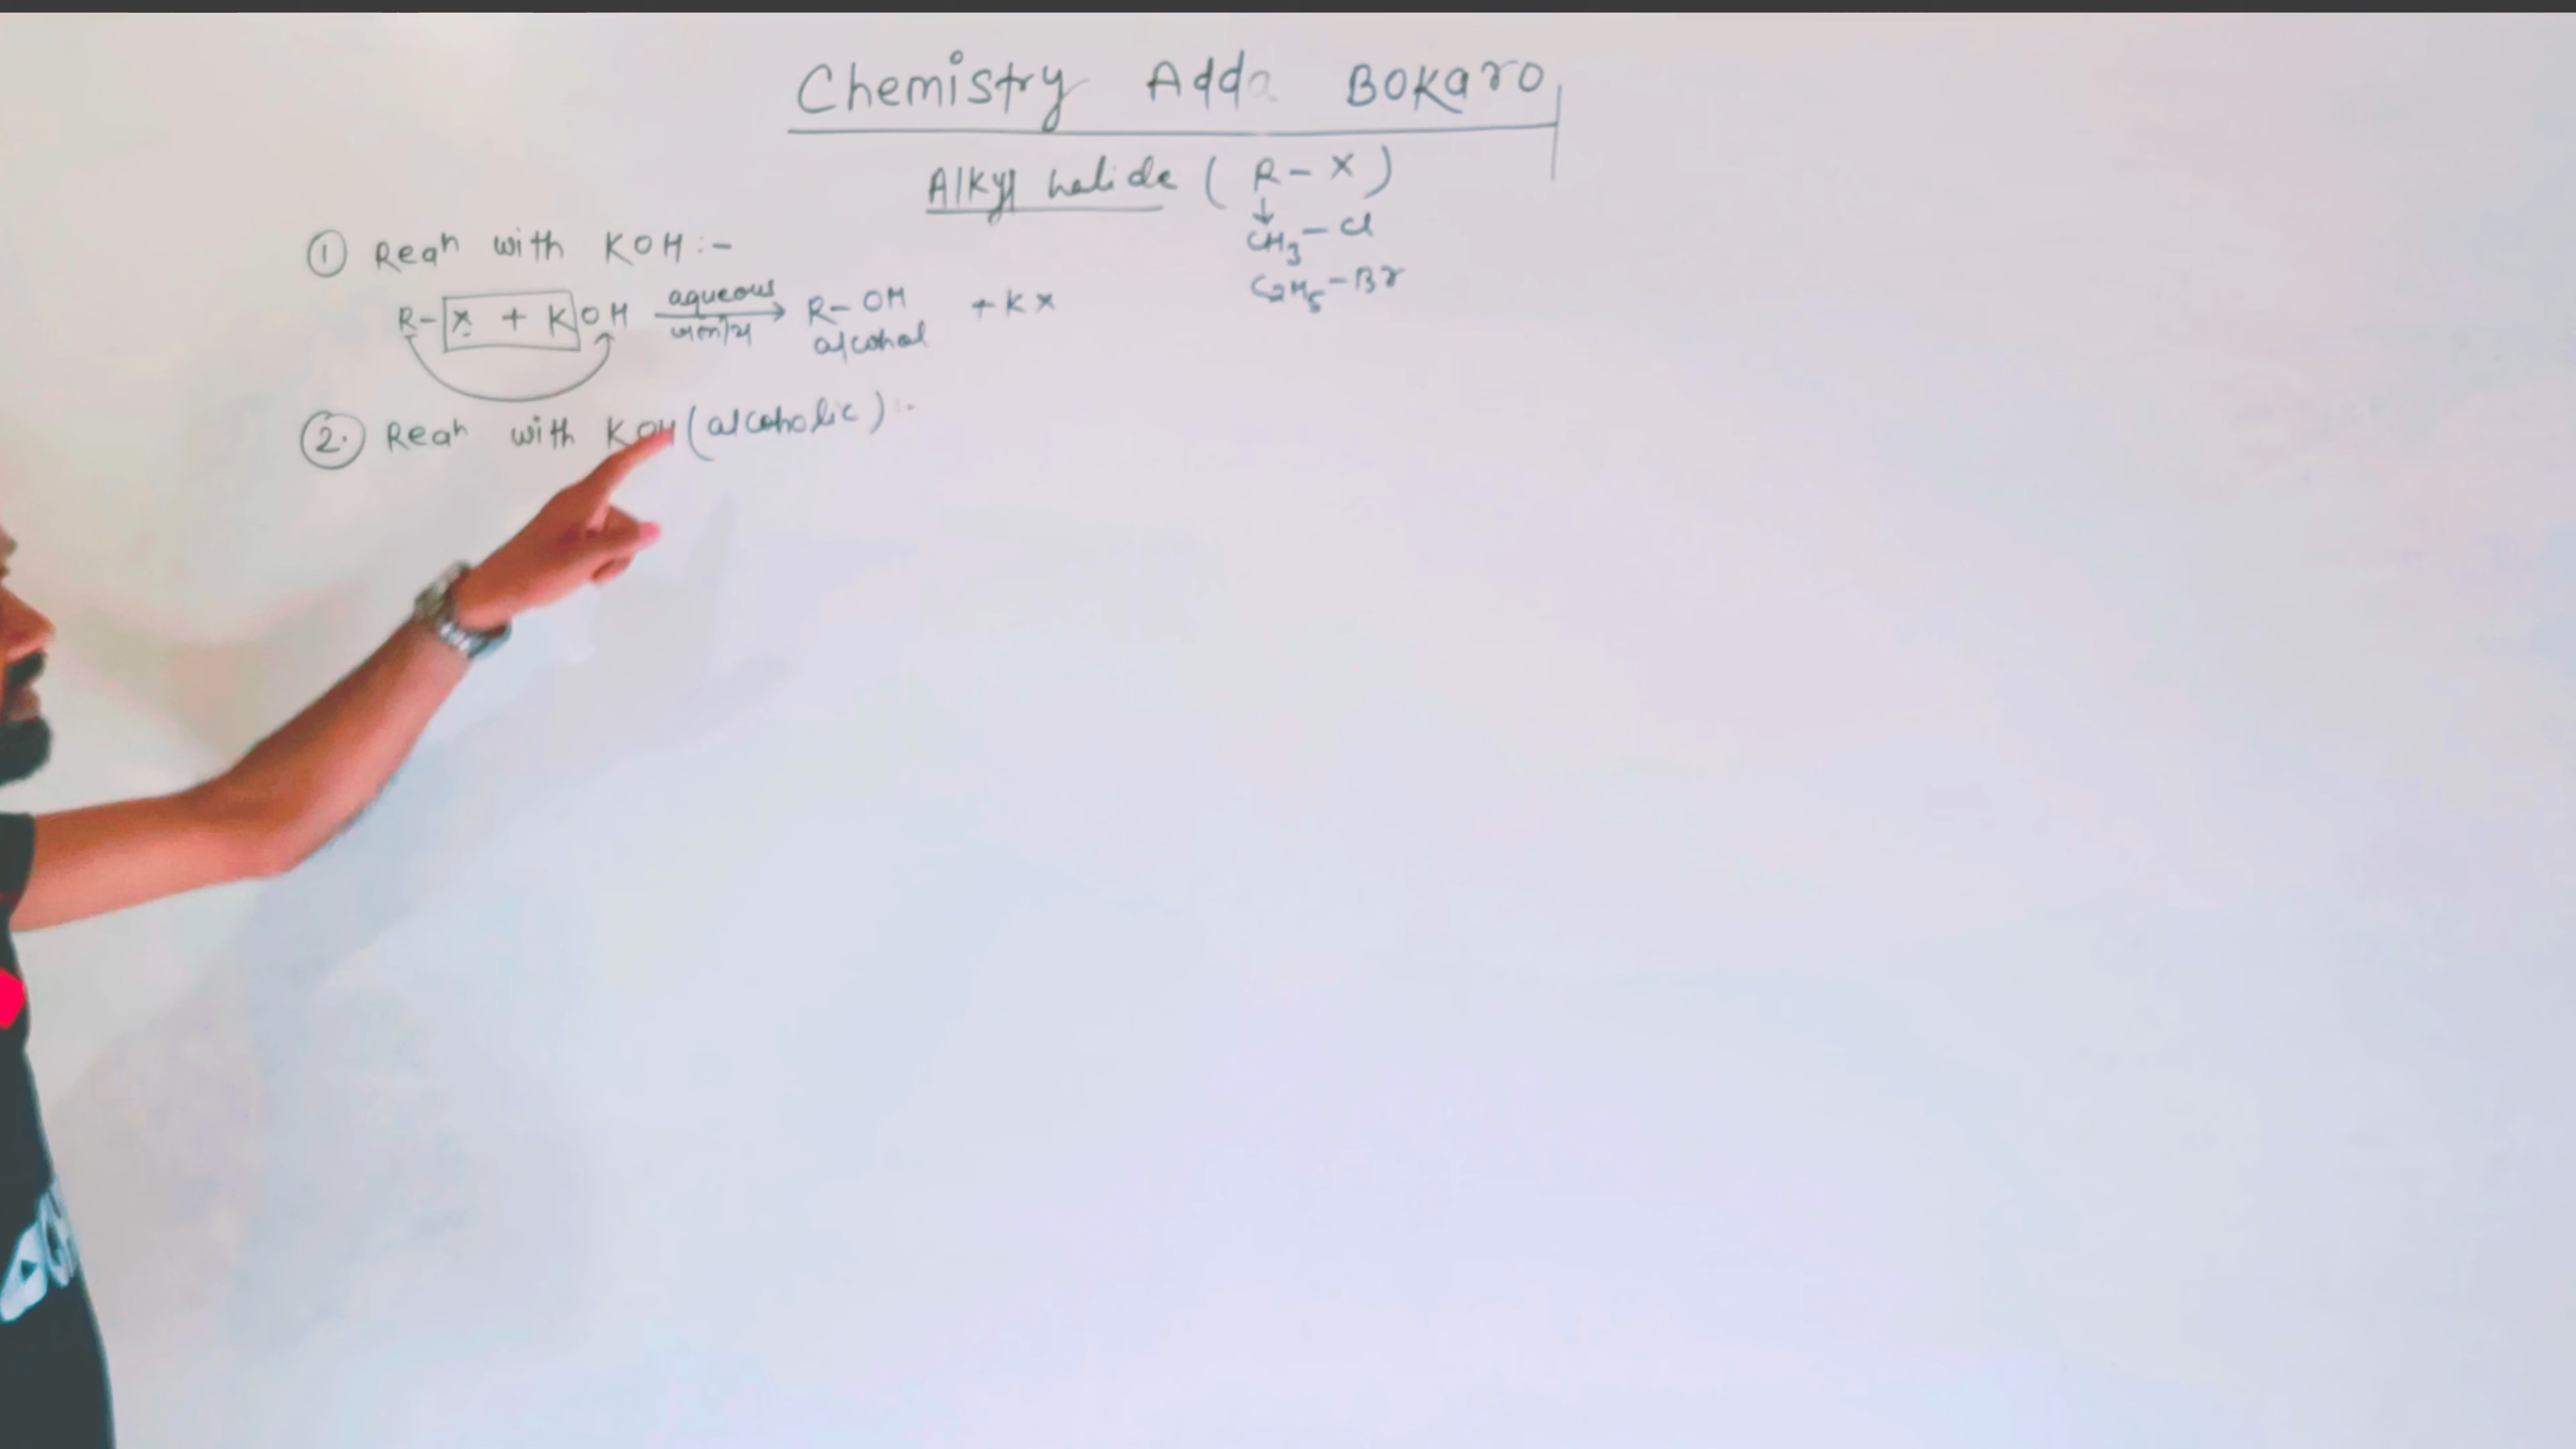 Chemistry Adda Bokaro
Alkyl halide ( R - X )
↓
CH₃ - Cl
C₂H₅ - Br
① Reaⁿ with KOH :-
R - X + KOH aqueous → R - OH + KX
जलीय alcohol
②. Reaⁿ with KOH (alcoholic) :-